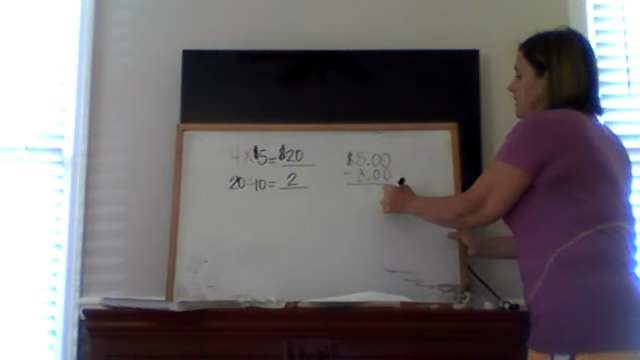 4 × $5 = $20
20 ÷ 10 = 2
$5.00
- 3.00